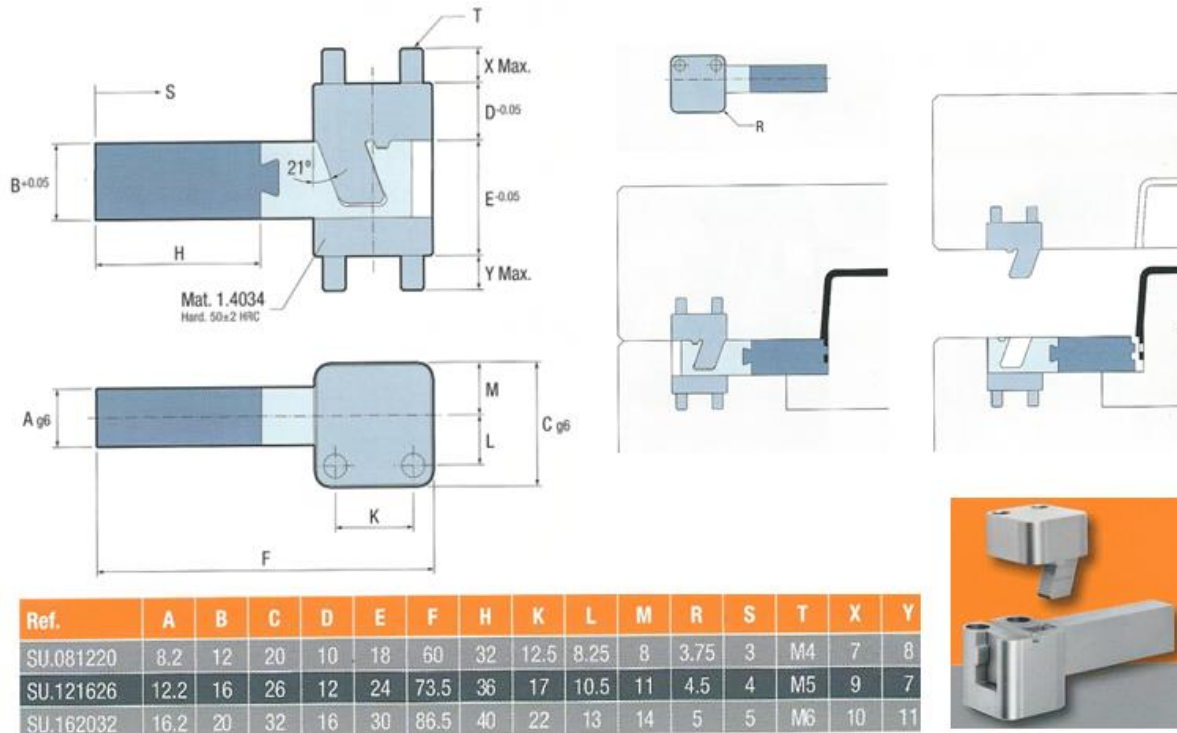 T
X Max.
S
D-0.05
R
21°
B+0.05
E-0.05
H
Y Max.
Mat. 1.4034
Hard. 50±2 HRC
M
A g6
C g6
L
K
F
Ref. A B C D E F H K L M R S T X Y
SU.081220 8.2 12 20 10 18 60 32 12.5 8.25 8 3.75 3 M4 7 8
SU.121626 12.2 16 26 12 24 73.5 36 17 10.5 11 4.5 4 M5 9 7
SU.162032 16.2 20 32 16 30 86.5 40 22 13 14 5 5 M6 10 11